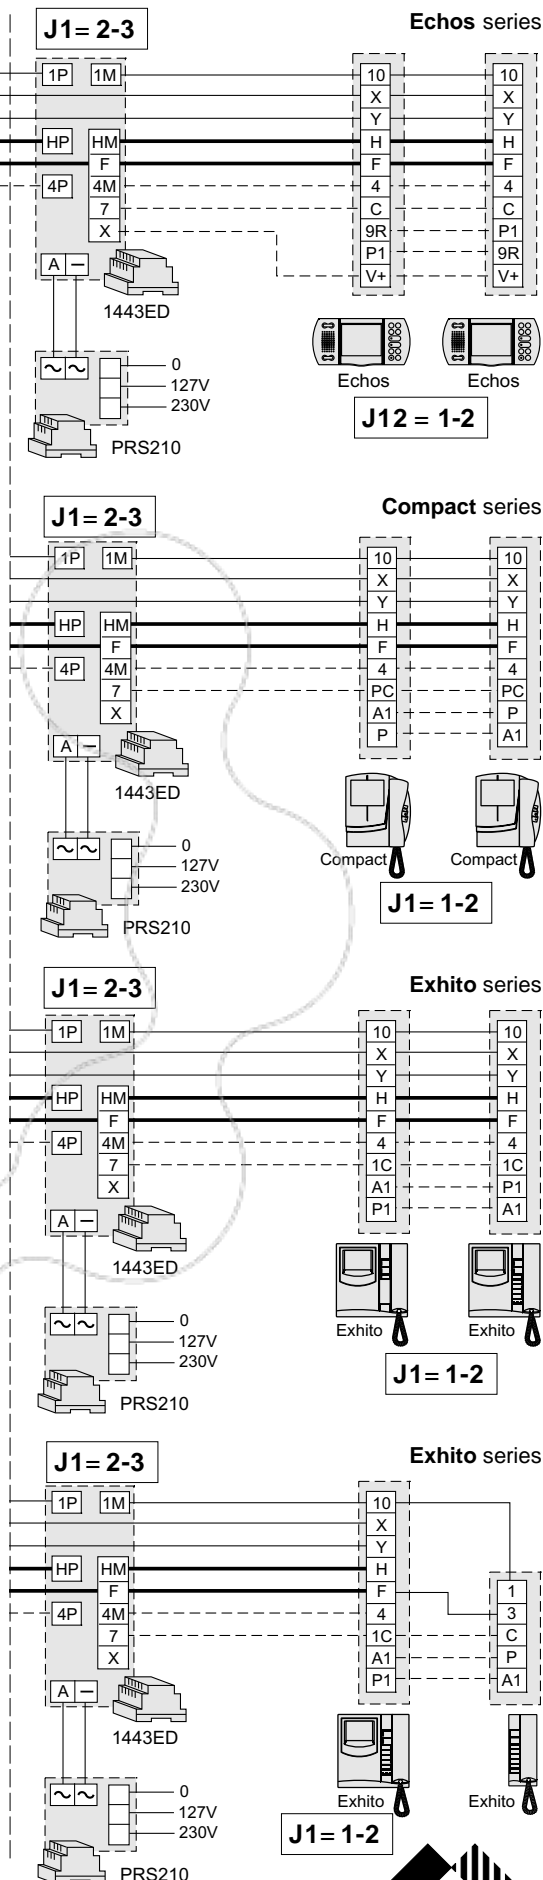 J1= 2-3
Echos series
1P 1M 10 10
X X
Y Y
HP HM H H
F F F
4P 4M 4 4
7 C C
X 9R P1
P1 9R
A – V+ V+
1443ED
Echos Echos
~ ~ 0
127V
230V
J12 = 1-2
PRS210
Compact series
J1= 2-3
1P 1M 10 10
X X
Y Y
HP HM H H
F F F
4P 4M 4 4
7 PC PC
X A1 P
A – P A1
1443ED
~ ~ 0
Compact Compact
127V
230V
J1= 1-2
PRS210
Exhito series
J1= 2-3
1P 1M 10 10
X X
Y Y
HP HM H H
F F F
4P 4M 4 4
7 1C 1C
X A1 P1
P1 A1
A –
1443ED
~ ~ 0
Exhito Exhito
127V
230V
J1= 1-2
PRS210
Exhito series
J1= 2-3
1P 1M 10
X
Y
HP HM H
F F 1
4P 4M 4 3
7 1C C
X A1 P
P1 A1
A –
1443ED
~ ~ 0
Exhito Exhito
127V
230V
J1= 1-2
PRS210